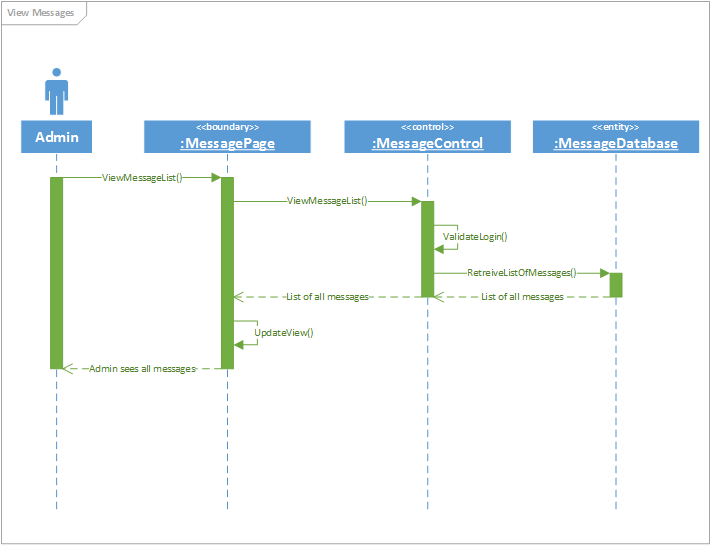 View Messages
Admin
<<boundary>>
:MessagePage
<<control>>
:MessageControl
<<entity>>
:MessageDatabase
ViewMessageList()
ViewMessageList()
ValidateLogin()
RetreiveListOfMessages()
List of all messages
List of all messages
UpdateView()
Admin sees all messages